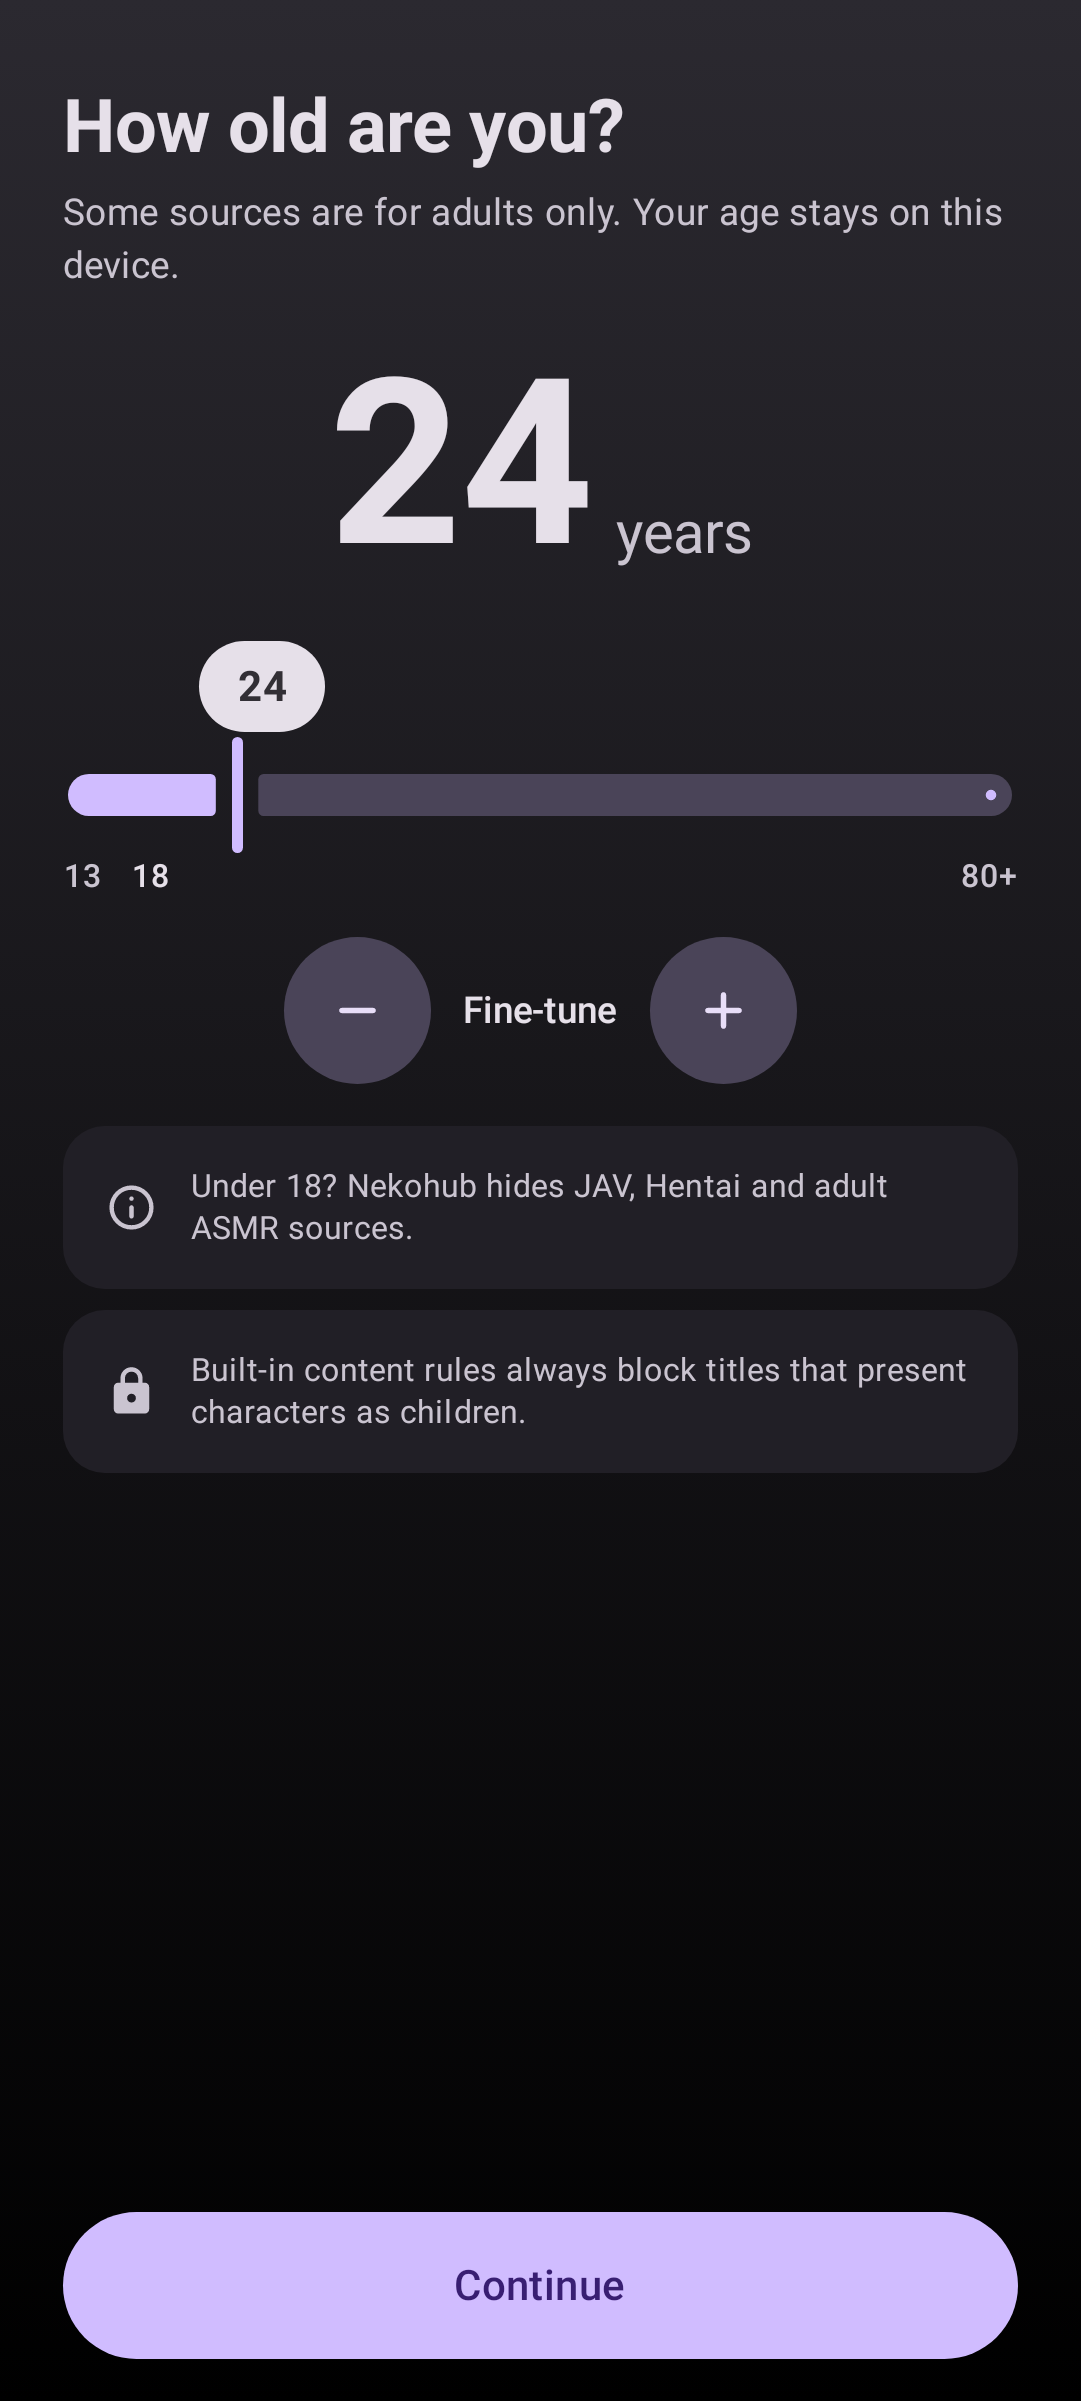 How old are you?
Some sources are for adults only. Your age stays on this
device.
24 years
24
13 18 80+
Fine-tune
Under 18? Nekohub hides JAV, Hentai and adult
ASMR sources.
Built-in content rules always block titles that present
characters as children.
Continue